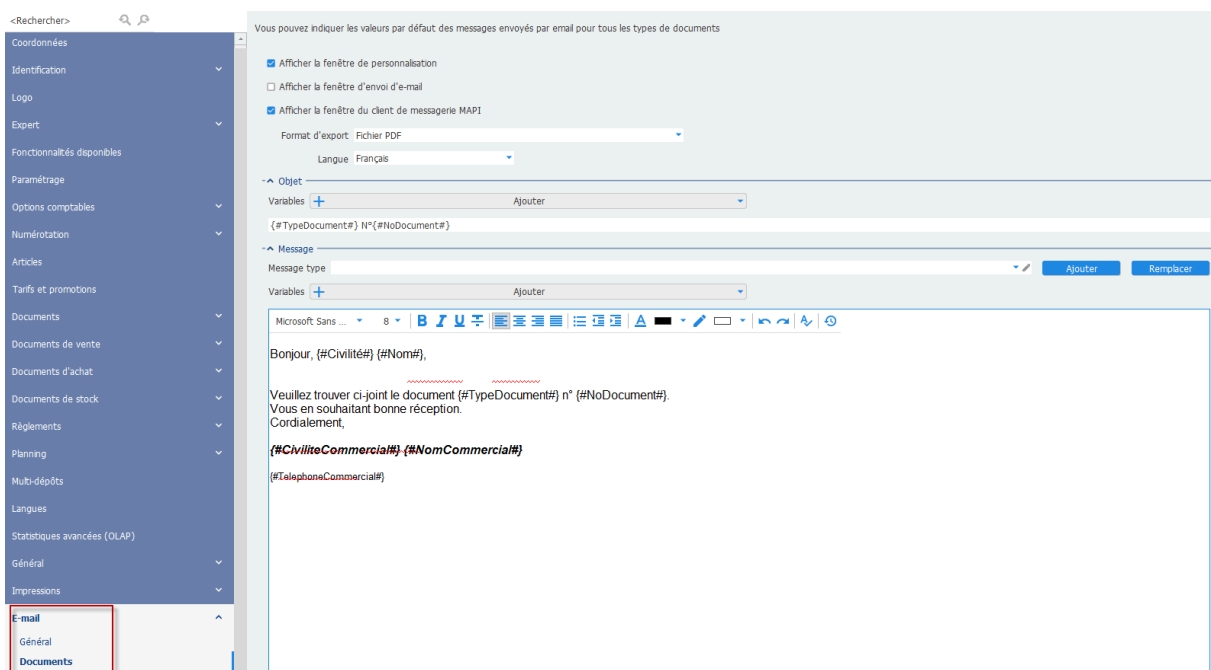 <Rechercher>
Coordonnées
Identification
Logo
Expert
Fonctionnalités disponibles
Paramétrage
Options comptables
Numérotation
Articles
Tarifs et promotions
Documents
Documents de vente
Documents d'achat
Documents de stock
Règlements
Planning
Multi-dépôts
Langues
Statistiques avancées (OLAP)
Général
Impressions
E-mail
Général
Documents
Vous pouvez indiquer les valeurs par défaut des messages envoyés par email pour tous les types de documents
Afficher la fenêtre de personnalisation
Afficher la fenêtre d'envoi d'e-mail
Afficher la fenêtre du client de messagerie MAPI
Format d'export Fichier PDF
Langue Français
Objet
Variables Ajouter
{#TypeDocument#} N°{#NoDocument#}
Message
Message type Ajouter Remplacer
Variables Ajouter
Microsoft Sans ... 8 B I U T A
Bonjour, {#Civilité#} {#Nom#},
Veuillez trouver ci-joint le document {#TypeDocument#} n° {#NoDocument#}.
Vous en souhaitant bonne réception.
Cordialement,
{#CiviliteCommercial#} {#NomCommercial#}
{#TelephoneCommercial#}